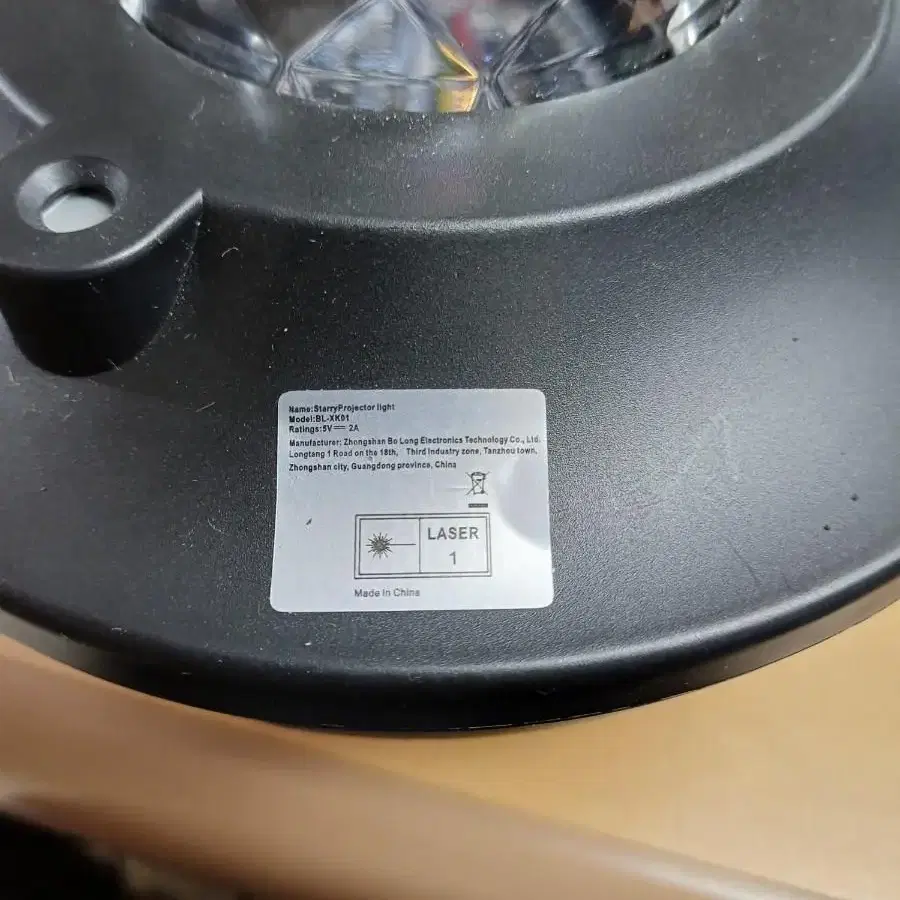 Name:StarryProjector light
Model:BL-XK01
Ratings:5V⎓ 2A
Manufacturer: Zhongshan Bo Long Electronics Technology Co., Ltd.
Longtang 1 Road on the 18th, Third Industry zone, Tanzhou town,
Zhongshan city, Guangdong province, China
LASER
1
Made in China